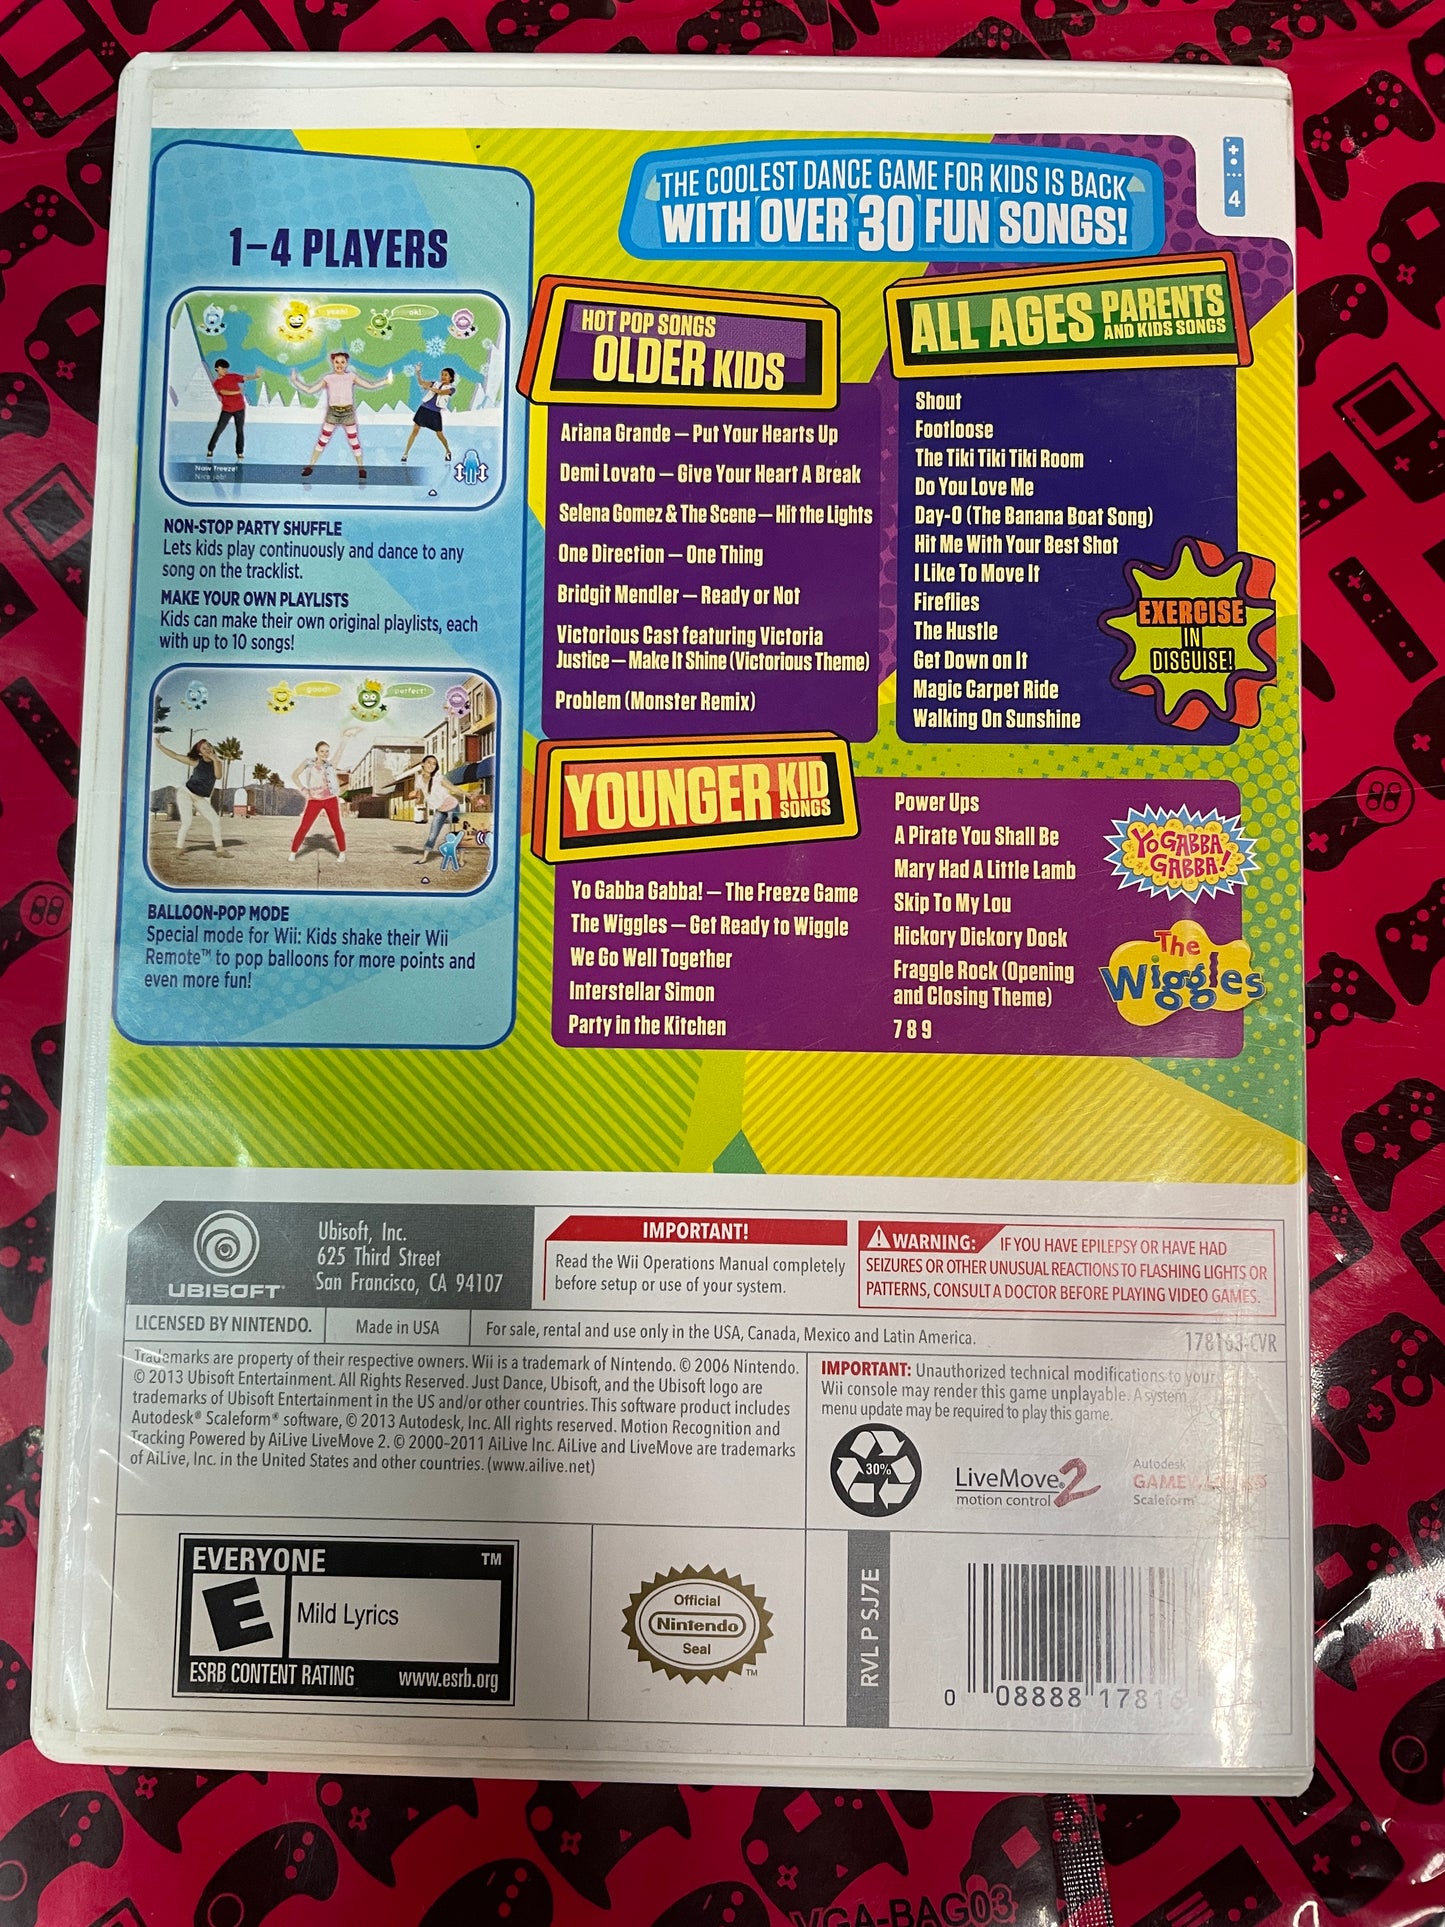 THE COOLEST DANCE GAME FOR KIDS IS BACK
WITH OVER 30 FUN SONGS!
4
1–4 PLAYERS
yeah!
ok!
Now freeze!
Nice job!
NON-STOP PARTY SHUFFLE
Lets kids play continuously and dance to any
song on the tracklist.
MAKE YOUR OWN PLAYLISTS
Kids can make their own original playlists, each
with up to 10 songs!
good!
perfect!
BALLOON-POP MODE
Special mode for Wii: Kids shake their Wii
Remote™ to pop balloons for more points and
even more fun!
HOT POP SONGS
OLDER KIDS
Ariana Grande – Put Your Hearts Up
Demi Lovato – Give Your Heart A Break
Selena Gomez & The Scene – Hit the Lights
One Direction – One Thing
Bridgit Mendler – Ready or Not
Victorious Cast featuring Victoria
Justice – Make It Shine (Victorious Theme)
Problem (Monster Remix)
ALL AGES PARENTS
AND KIDS SONGS
Shout
Footloose
The Tiki Tiki Tiki Room
Do You Love Me
Day-O (The Banana Boat Song)
Hit Me With Your Best Shot
I Like To Move It
Fireflies
The Hustle
Get Down on It
Magic Carpet Ride
Walking On Sunshine
EXERCISE
IN
DISGUISE!
YOUNGER KID
SONGS
Yo Gabba Gabba! – The Freeze Game
The Wiggles – Get Ready to Wiggle
We Go Well Together
Interstellar Simon
Party in the Kitchen
Power Ups
A Pirate You Shall Be
Mary Had A Little Lamb
Skip To My Lou
Hickory Dickory Dock
Fraggle Rock (Opening
and Closing Theme)
7 8 9
YO GABBA
GABBA!
The
Wiggles
UBISOFT
Ubisoft, Inc.
625 Third Street
San Francisco, CA 94107
IMPORTANT!
Read the Wii Operations Manual completely
before setup or use of your system.
WARNING: IF YOU HAVE EPILEPSY OR HAVE HAD
SEIZURES OR OTHER UNUSUAL REACTIONS TO FLASHING LIGHTS OR
PATTERNS, CONSULT A DOCTOR BEFORE PLAYING VIDEO GAMES.
LICENSED BY NINTENDO.
Made in USA
For sale, rental and use only in the USA, Canada, Mexico and Latin America.
178163-CVR
Trademarks are property of their respective owners. Wii is a trademark of Nintendo. © 2006 Nintendo.
© 2013 Ubisoft Entertainment. All Rights Reserved. Just Dance, Ubisoft, and the Ubisoft logo are
trademarks of Ubisoft Entertainment in the US and/or other countries. This software product includes
Autodesk® Scaleform® software, © 2013 Autodesk, Inc. All rights reserved. Motion Recognition and
Tracking Powered by AiLive LiveMove 2. © 2000–2011 AiLive Inc. AiLive and LiveMove are trademarks
of AiLive, Inc. in the United States and other countries. (www.ailive.net)
IMPORTANT: Unauthorized technical modifications to your
Wii console may render this game unplayable. A system
menu update may be required to play this game.
30%
LiveMove® 2
motion control
Autodesk
Scaleform®
EVERYONE ™
E
Mild Lyrics
ESRB CONTENT RATING www.esrb.org
Official
Nintendo
Seal
™
RVL P SJ7E
0 08888 17816
VGA-BAG03